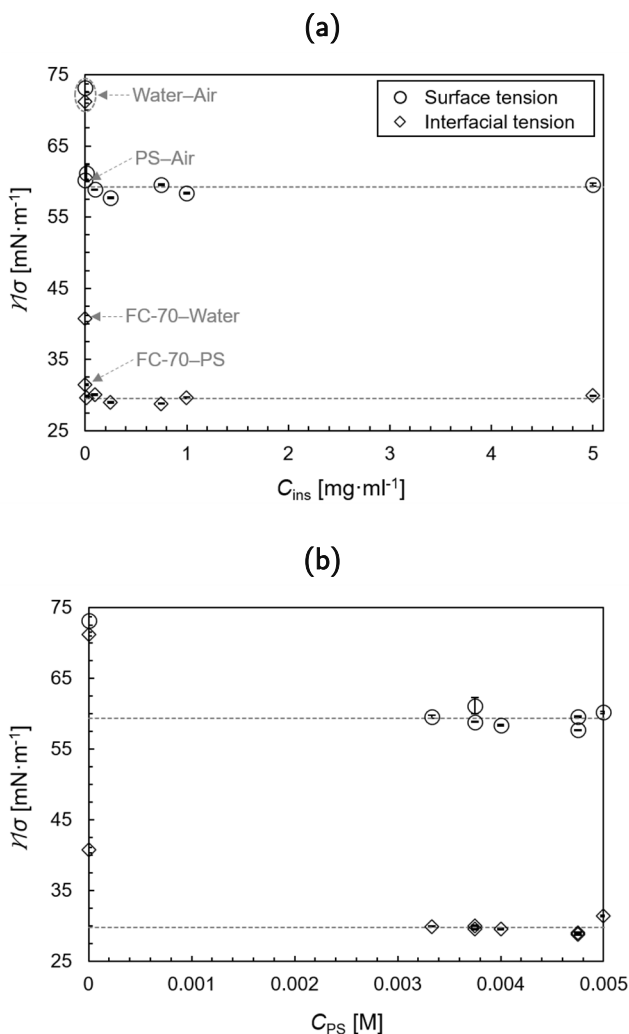 (a)
75
65
55
45
35
25
γ/σ [mN·m-1]
Water–Air
PS–Air
FC-70–Water
FC-70–PS
Surface tension
Interfacial tension
0
1
2
3
4
5
Cins [mg·ml-1]
(b)
75
65
55
45
35
25
γ/σ [mN·m-1]
0
0.001
0.002
0.003
0.004
0.005
CPS [M]